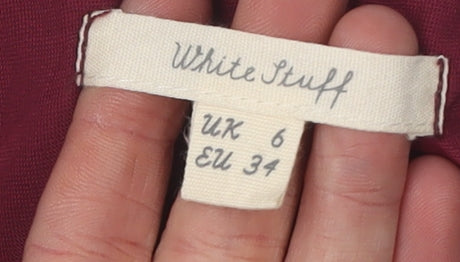 White Stuff
UK 6
EU 34